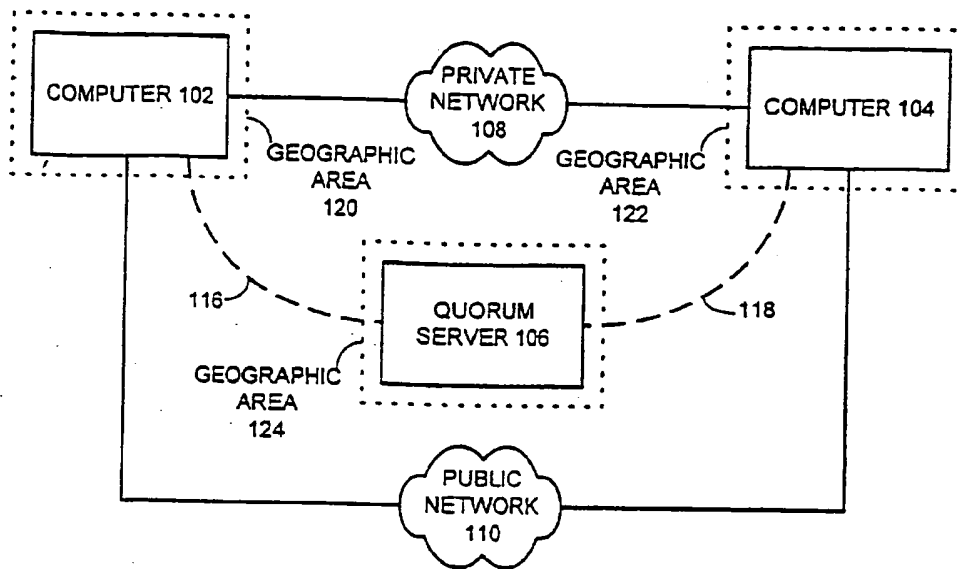 COMPUTER 102
PRIVATE
NETWORK
108
COMPUTER 104
GEOGRAPHIC
AREA
120
GEOGRAPHIC
AREA
122
116
QUORUM
SERVER 106
118
GEOGRAPHIC
AREA
124
PUBLIC
NETWORK
110